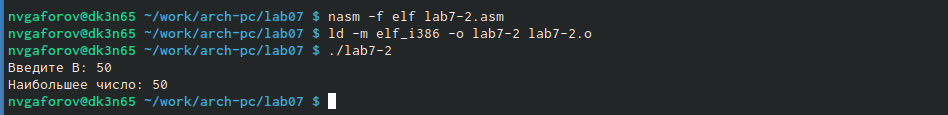 nvgaforov@dk3n65 ~/work/arch-pc/lab07 $ nasm -f elf lab7-2.asm
nvgaforov@dk3n65 ~/work/arch-pc/lab07 $ ld -m elf_i386 -o lab7-2 lab7-2.o
nvgaforov@dk3n65 ~/work/arch-pc/lab07 $ ./lab7-2
Введите B: 50
Наибольшее число: 50
nvgaforov@dk3n65 ~/work/arch-pc/lab07 $